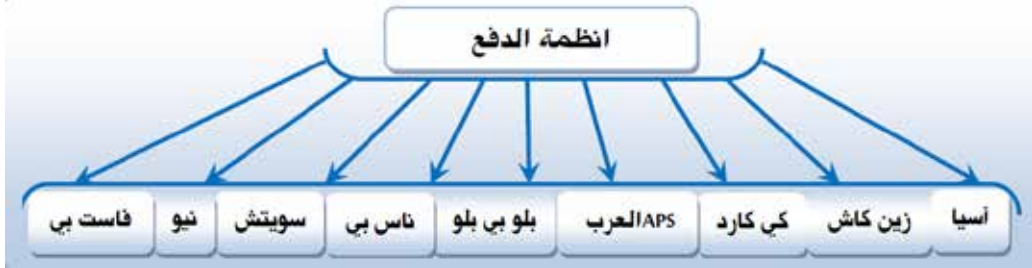 انظمة الدفع
آسيا
زين كاش
كي كارد
APSالعرب
بلو بي بلو
ناس بي
سويتش
نيو
فاست بي